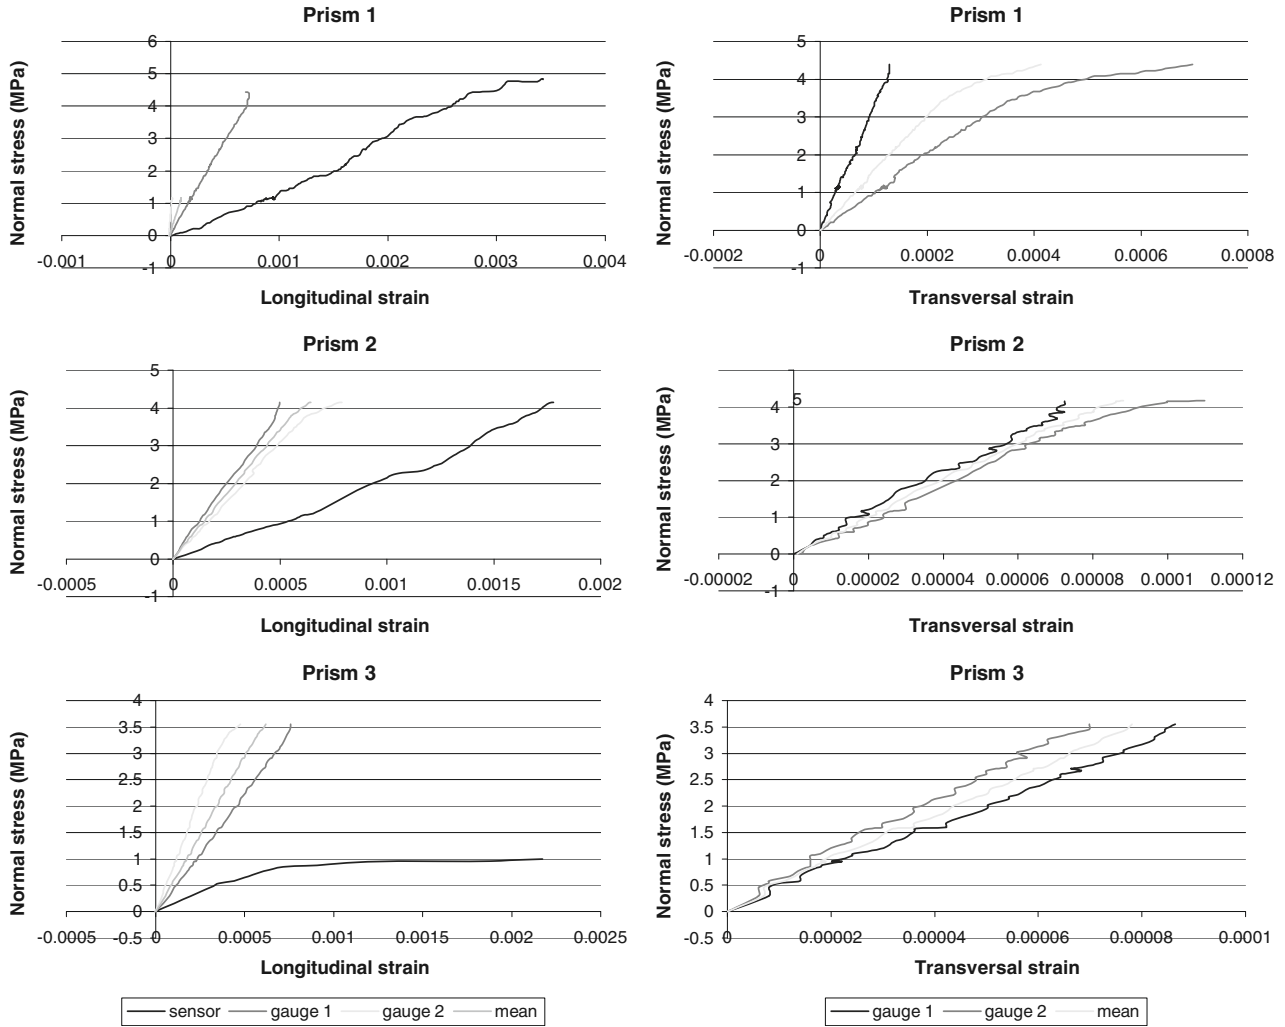 Prism 1
Normal stress (MPa)
6
5
4
3
2
1
0
-1
-0.001 0 0.001 0.002 0.003 0.004
Longitudinal strain
Prism 1
Normal stress (MPa)
5
4
3
2
1
0
-1
-0.0002 0 0.0002 0.0004 0.0006 0.0008
Transversal strain
Prism 2
Normal stress (MPa)
5
4
3
2
1
0
-1
-0.0005 0 0.0005 0.001 0.0015 0.002
Longitudinal strain
Prism 2
Normal stress (MPa)
5
4
3
2
1
0
-1
-0.00002 0 0.00002 0.00004 0.00006 0.00008 0.0001 0.00012
Transversal strain
Prism 3
Normal stress (MPa)
4
3.5
3
2.5
2
1.5
1
0.5
0
-0.5
-0.0005 0 0.0005 0.001 0.0015 0.002 0.0025
Longitudinal strain
Prism 3
Normal stress (MPa)
4
3.5
3
2.5
2
1.5
1
0.5
0
-0.5
0 0.00002 0.00004 0.00006 0.00008 0.0001
Transversal strain
sensor gauge 1 gauge 2 mean
gauge 1 gauge 2 mean